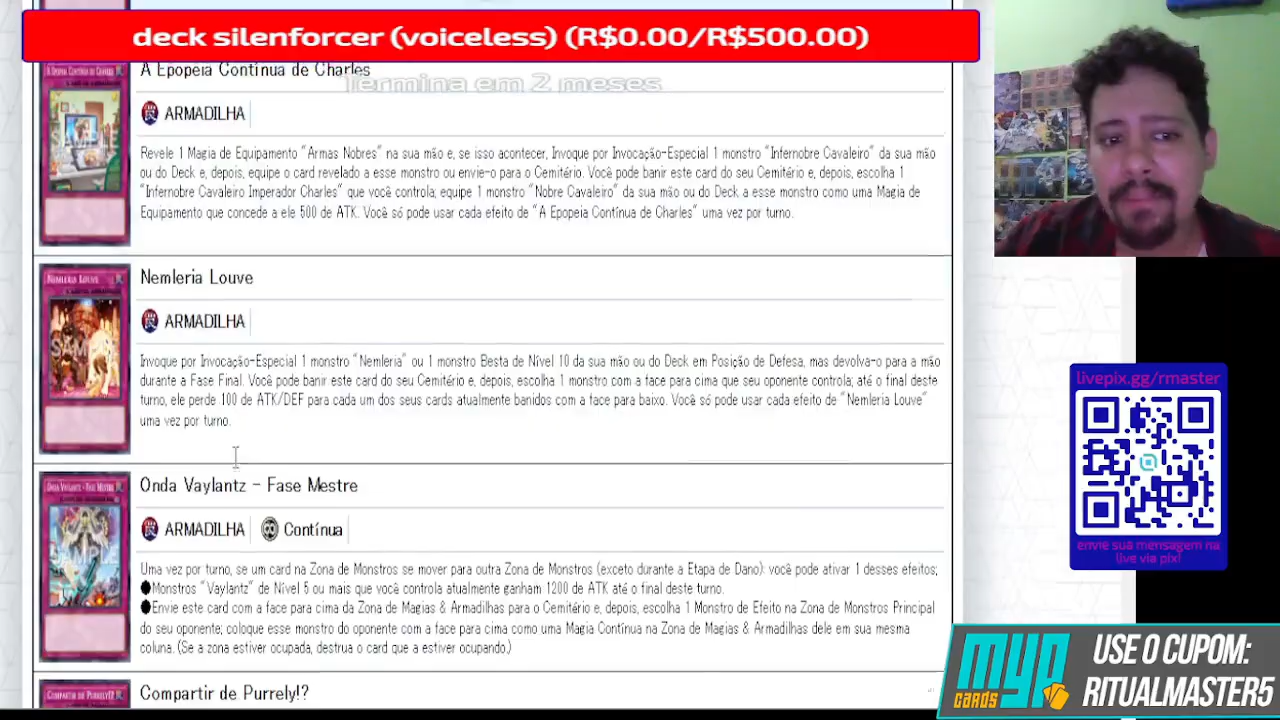 deck silenforcer (voiceless) (R$0.00/R$500.00)
A Epopeia Contínua de Charles
Termina em 2 meses
ARMADILHA
Revele 1 Magia de Equipamento "Armas Nobres" na sua mão e, se isso acontecer, Invoque por Invocação-Especial 1 monstro "Infernobre Cavaleiro" da sua mão
ou do Deck e, depois, equipe o card revelado a esse monstro ou envie-o para o Cemitério. Você pode banir este card do seu Cemitério e, depois, escolha 1
"Infernobre Cavaleiro Imperador Charles" que você controla; equipe 1 monstro "Nobre Cavaleiro" da sua mão ou do Deck a esse monstro como uma Magia de
Equipamento que concede a ele 500 de ATK. Você só pode usar cada efeito de "A Epopeia Contínua de Charles" uma vez por turno.
NEMLERIA LOUVE
Nemleria Louve
ARMADILHA
Invoque por Invocação-Especial 1 monstro "Nemleria" ou 1 monstro Besta de Nível 10 da sua mão ou do Deck em Posição de Defesa, mas devolva-o para a mão
durante a Fase Final. Você pode banir este card do seu Cemitério e, depois, escolha 1 monstro com a face para cima que seu oponente controla; até o final deste
turno, ele perde 100 de ATK/DEF para cada um dos seus cards atualmente banidos com a face para baixo. Você só pode usar cada efeito de "Nemleria Louve"
uma vez por turno.
Onda Vaylantz - Fase Mestre
ARMADILHA
Contínua
Uma vez por turno, se um card na Zona de Monstros se mover para outra Zona de Monstros (exceto durante a Etapa de Dano): você pode ativar 1 desses efeitos;
●Monstros "Vaylantz" de Nível 5 ou mais que você controla atualmente ganham 1200 de ATK até o final deste turno.
●Envie este card com a face para cima da Zona de Magias & Armadilhas para o Cemitério e, depois, escolha 1 Monstro de Efeito na Zona de Monstros Principal
do seu oponente; coloque esse monstro do oponente com a face para cima como uma Magia Contínua na Zona de Magias & Armadilhas dele em sua mesma
coluna. (Se a zona estiver ocupada, destrua o card que a estiver ocupando.)
Compartir de Purrely!?
livepix.gg/rmaster
envie sua mensagem na
live via pix!
myp
CARDS
USE O CUPOM:
RITUALMASTER5